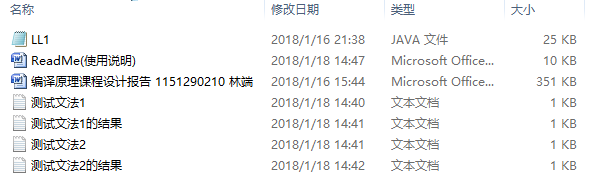 名称 修改日期 类型 大小
LL1 2018/1/16 21:38 JAVA 文件 25 KB
ReadMe(使用说明) 2018/1/18 14:47 Microsoft Office... 10 KB
编译原理课程设计报告 1151290210 林端 2018/1/16 15:44 Microsoft Office... 351 KB
测试文法1 2018/1/18 14:40 文本文档 1 KB
测试文法1的结果 2018/1/18 14:41 文本文档 1 KB
测试文法2 2018/1/18 14:41 文本文档 1 KB
测试文法2的结果 2018/1/18 14:42 文本文档 1 KB